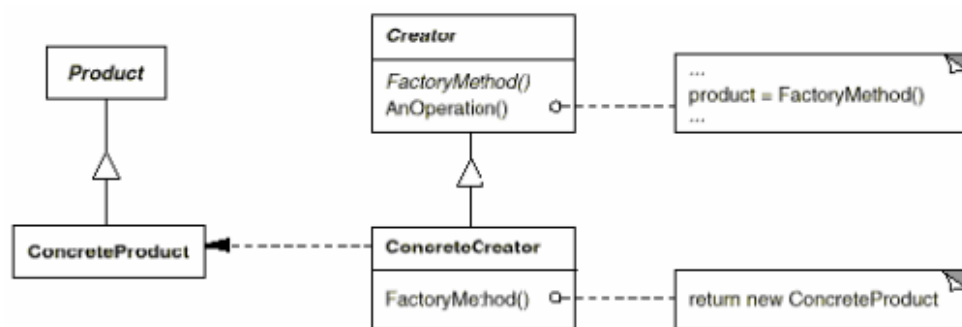 Creator
Product
FactoryMethod()
AnOperation()
...
product = FactoryMethod()
...
ConcreteProduct
ConcreteCreator
FactoryMe:hod()
return new ConcreteProduct